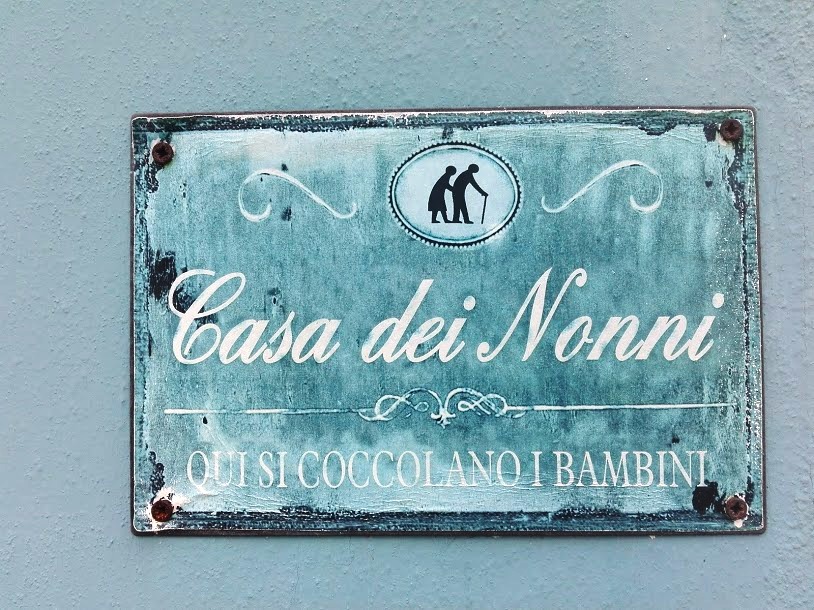 Casa dei Nonni
QUI SI COCCOLANO I BAMBINI